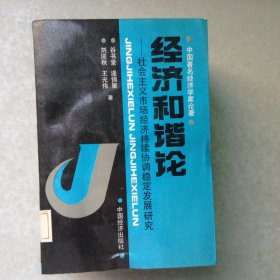 中国著名经济学家论著
经济和谐论
——社会主义市场经济持续协调稳定发展研究
JINGJIHEXIELUN JINGJIHEXIELUN
谷书堂 逄锦聚
刘迎秋 王光伟 著
中国经济出版社